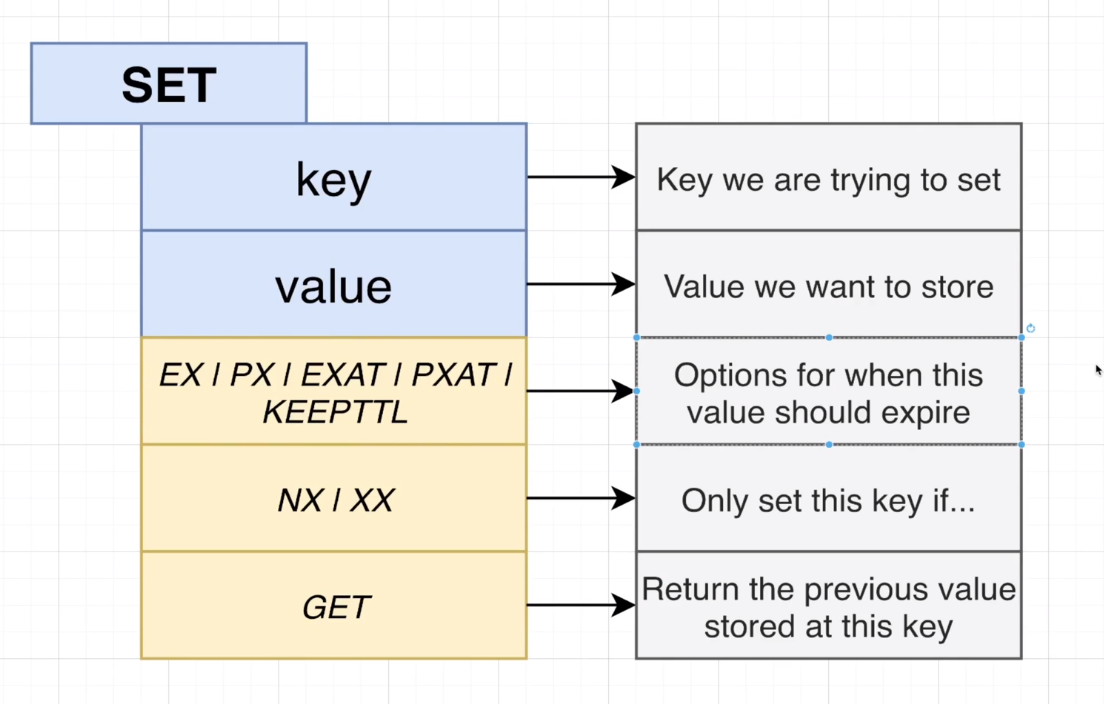 SET
key
Key we are trying to set
value
Value we want to store
EX | PX | EXAT | PXAT |
KEEPTTL
Options for when this
value should expire
NX | XX
Only set this key if...
GET
Return the previous value
stored at this key